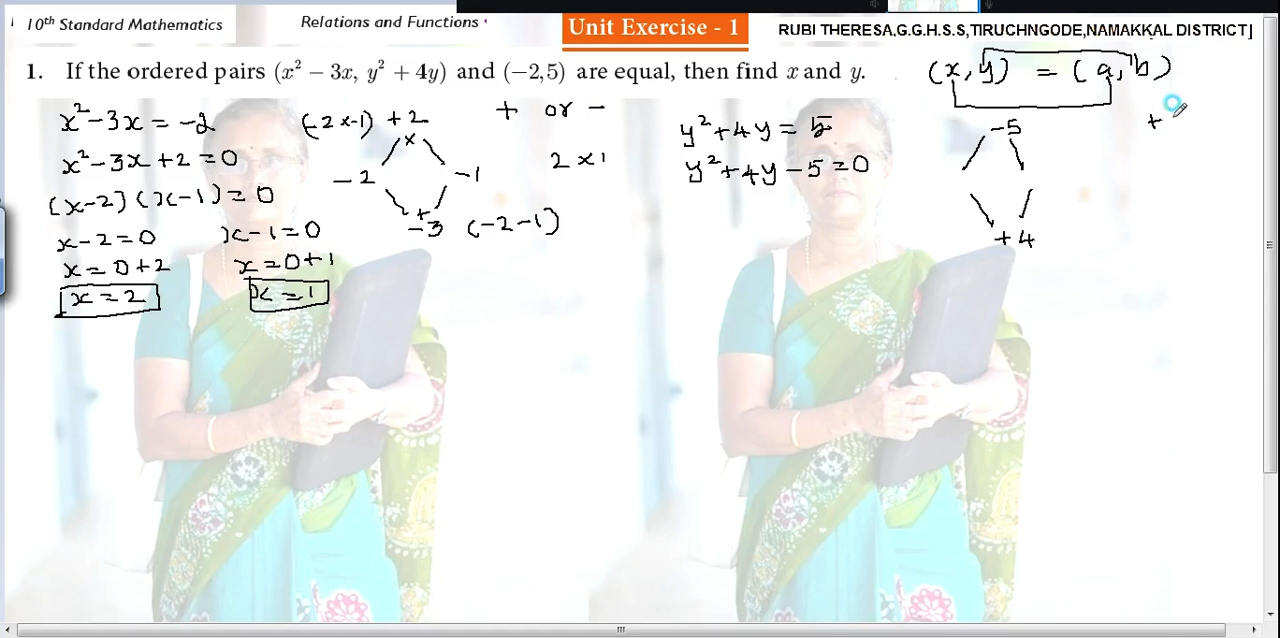 10th Standard Mathematics
Relations and Functions
Unit Exercise - 1
RUBI THERESA,G.G.H.S.S,TIRUCHNGODE,NAMAKKAL DISTRICT]
1. If the ordered pairs (x² − 3x, y² + 4y) and (−2,5) are equal, then find x and y.
(x, y) = (a, b)
x² − 3x = −2
x² − 3x + 2 = 0
(x−2) (x−1) = 0
x − 2 = 0 x − 1 = 0
x = 0 + 2 x = 0 + 1
x = 2 x = 1
(−2 x −1) + 2
x
− 2 −1
+
−3 (−2 −1)
+ or −
2 x 1
y² + 4y = 5
y² + 4y − 5 = 0
−5
+ 4
+